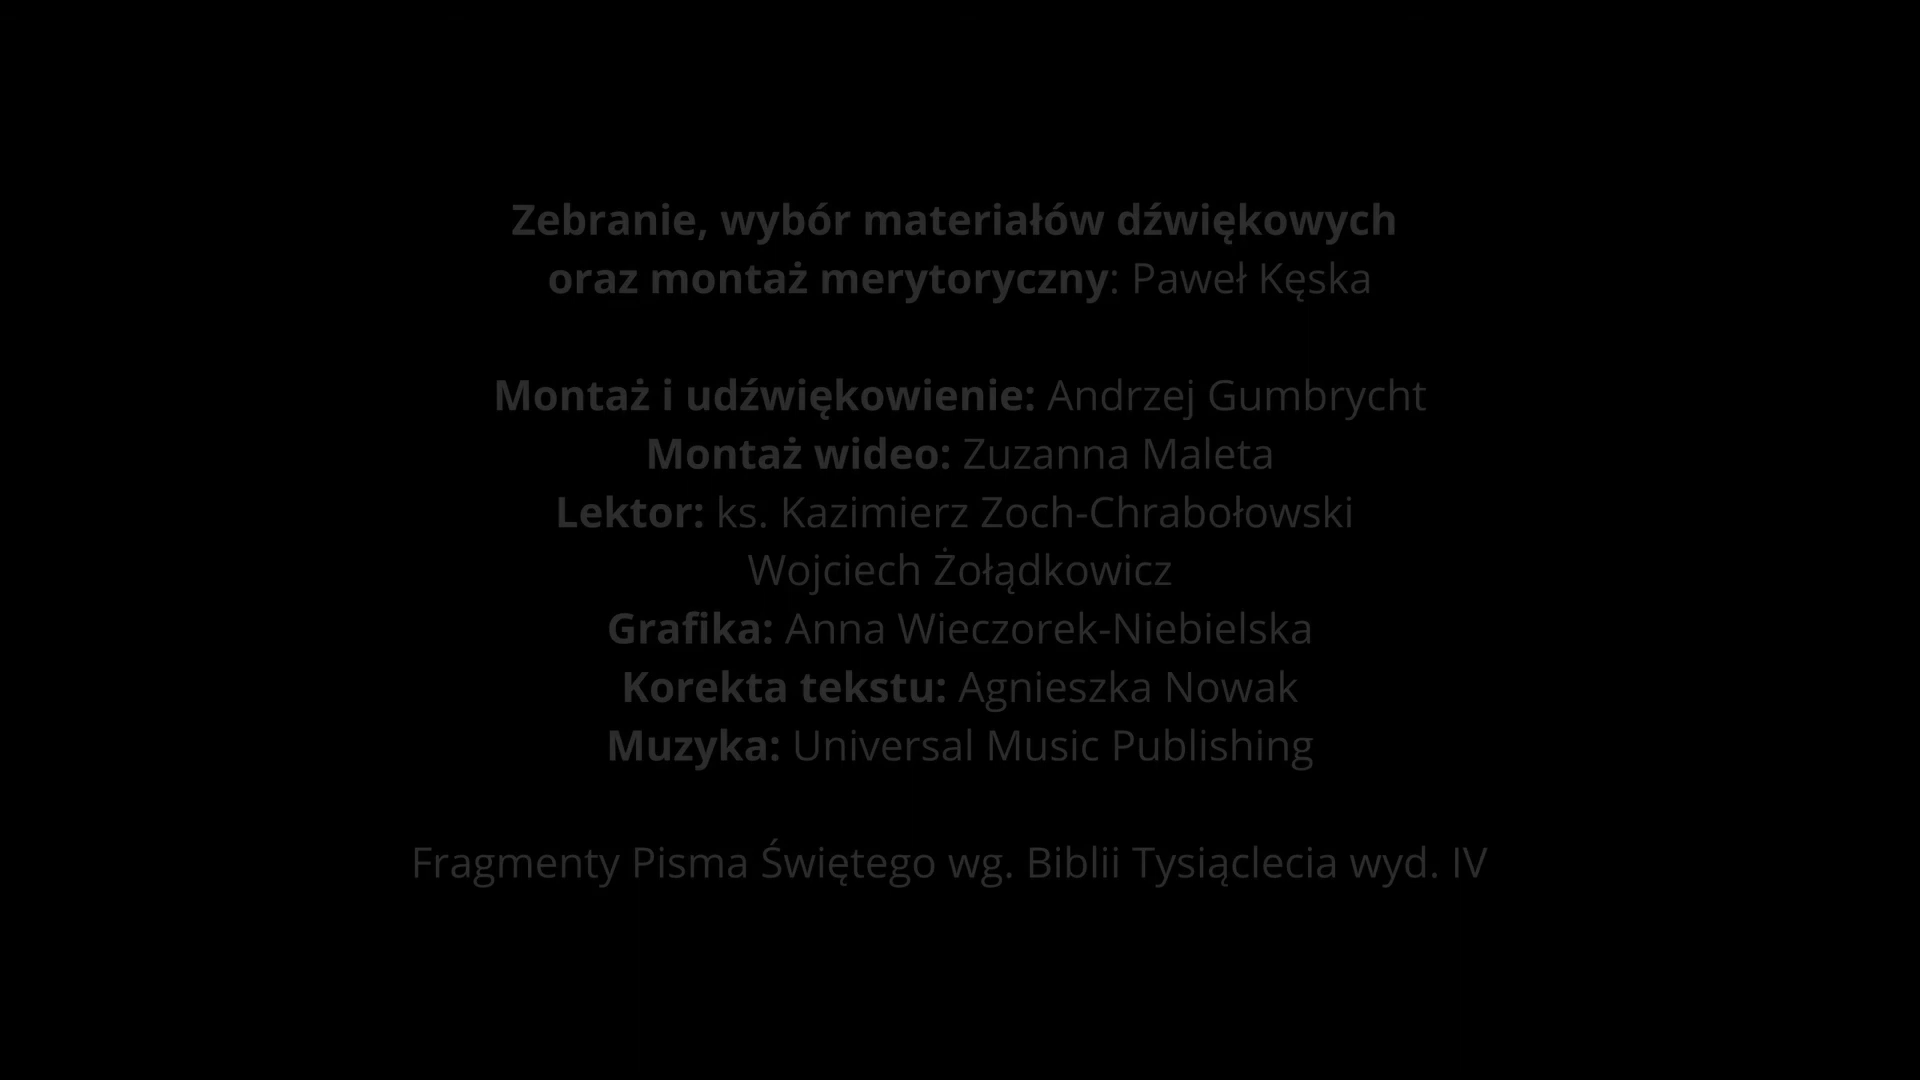 Zebranie, wybór materiałów dźwiękowych
oraz montaż merytoryczny: Paweł Kęska
Montaż i udźwiękowienie: Andrzej Gumbrycht
Montaż wideo: Zuzanna Maleta
Lektor: ks. Kazimierz Zoch-Chrabołowski
Wojciech Żołądkowicz
Grafika: Anna Wieczorek-Niebielska
Korekta tekstu: Agnieszka Nowak
Muzyka: Universal Music Publishing
Fragmenty Pisma Świętego wg. Biblii Tysiąclecia wyd. IV